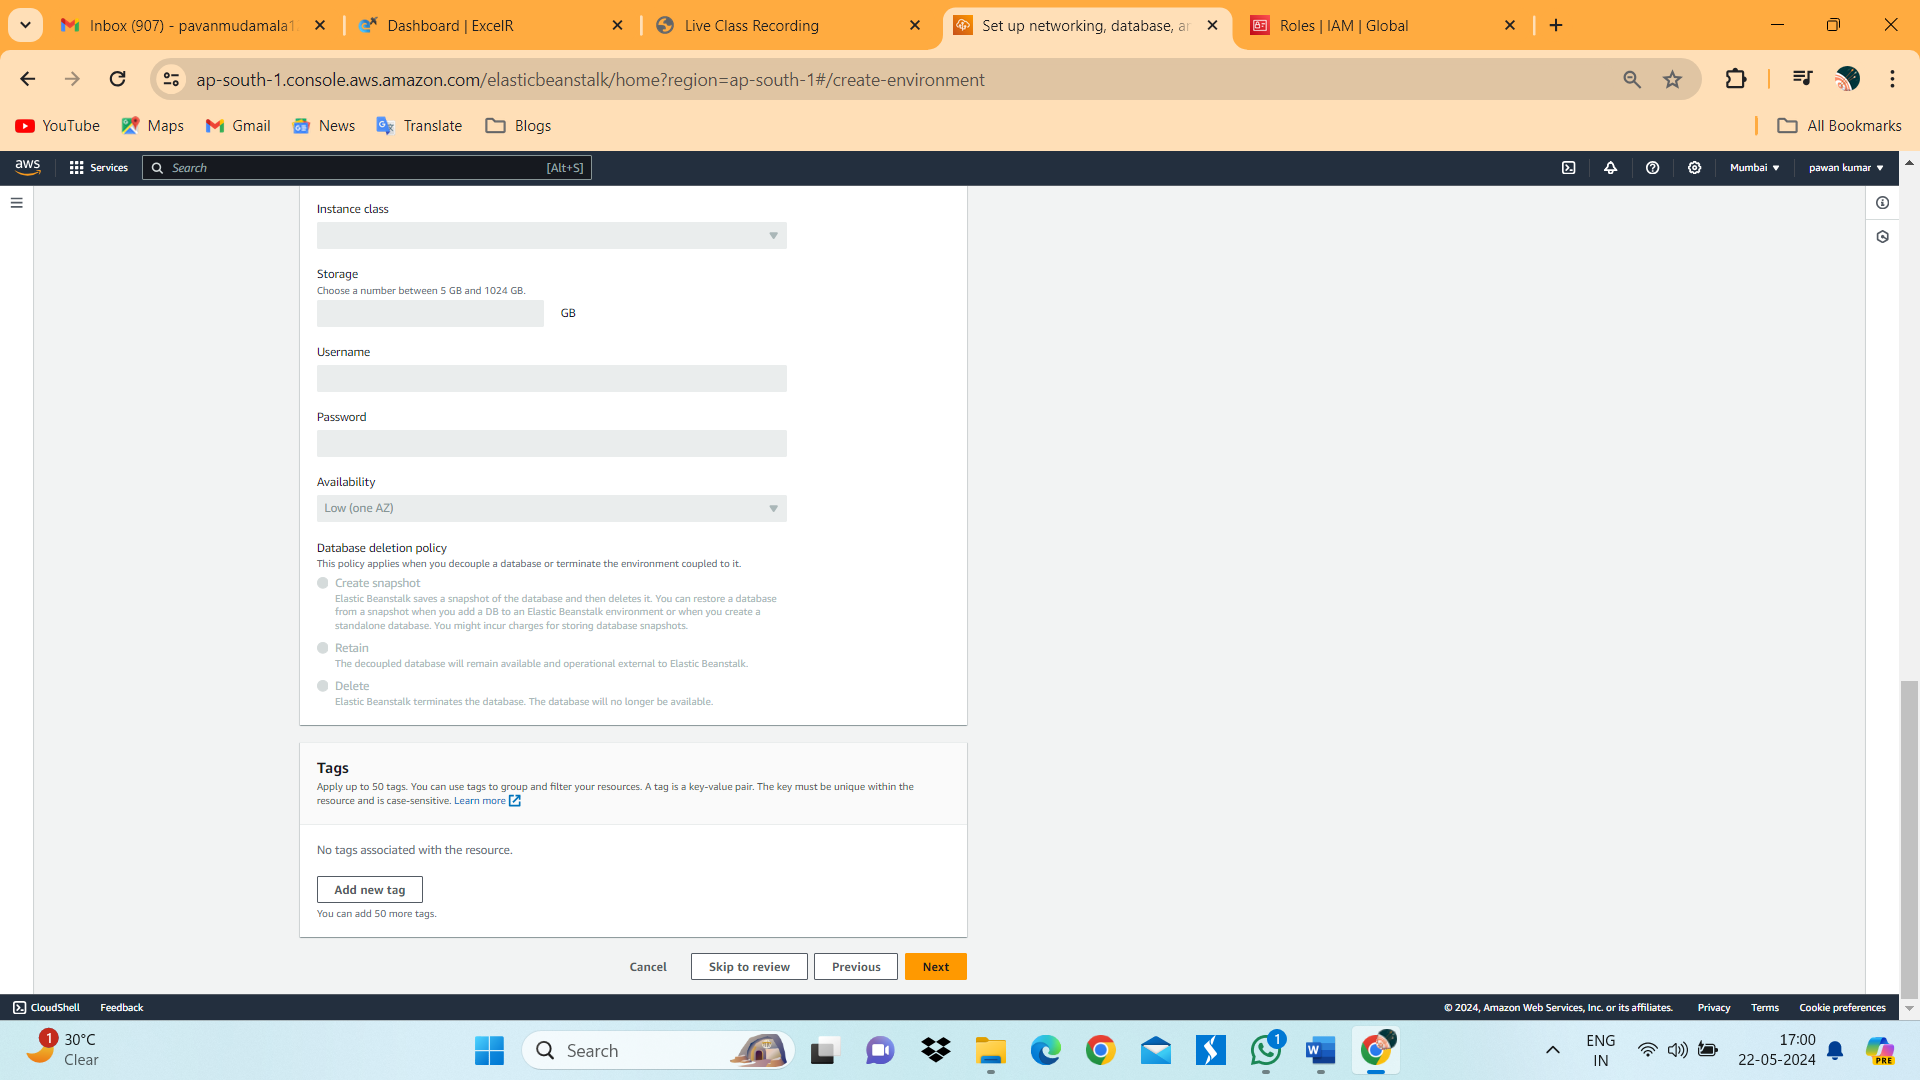 Inbox (907) - pavanmudamala1
Dashboard | ExcelR
Live Class Recording
Set up networking, database, ar
Roles | IAM | Global
ap-south-1.console.aws.amazon.com/elasticbeanstalk/home?region=ap-south-1#/create-environment
YouTube
Maps
Gmail
News
Translate
Blogs
All Bookmarks
aws
Services
Search
[Alt+S]
Mumbai
pawan kumar
Instance class
Storage
Choose a number between 5 GB and 1024 GB.
GB
Username
Password
Availability
Low (one AZ)
Database deletion policy
This policy applies when you decouple a database or terminate the environment coupled to it.
Create snapshot
Elastic Beanstalk saves a snapshot of the database and then deletes it. You can restore a database
from a snapshot when you add a DB to an Elastic Beanstalk environment or when you create a
standalone database. You might incur charges for storing database snapshots.
Retain
The decoupled database will remain available and operational external to Elastic Beanstalk.
Delete
Elastic Beanstalk terminates the database. The database will no longer be available.
Tags
Apply up to 50 tags. You can use tags to group and filter your resources. A tag is a key-value pair. The key must be unique within the
resource and is case-sensitive. Learn more
No tags associated with the resource.
Add new tag
You can add 50 more tags.
Cancel
Skip to review
Previous
Next
CloudShell
Feedback
© 2024, Amazon Web Services, Inc. or its affiliates.
Privacy
Terms
Cookie preferences
1
30°C
Clear
Search
1
ENG
IN
17:00
22-05-2024
PRE